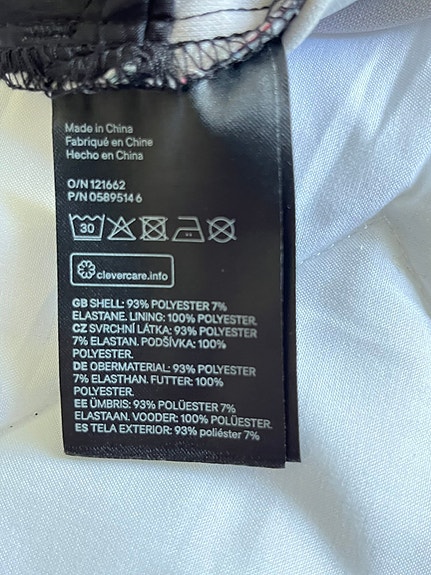 Made in China
Fabriqué en Chine
Hecho en China
O/N 121662
P/N 05895146
30
clevercare.info
GB SHELL: 93% POLYESTER 7%
ELASTANE. LINING: 100% POLYESTER.
CZ SVRCHNÍ LÁTKA: 93% POLYESTER
7% ELASTAN. PODŠÍVKA: 100%
POLYESTER.
DE OBERMATERIAL: 93% POLYESTER
7% ELASTHAN. FUTTER: 100%
POLYESTER.
EE ÜMBRIS: 93% POLÜESTER 7%
ELASTAAN. VOODER: 100% POLÜESTER.
ES TELA EXTERIOR: 93% poliéster 7%